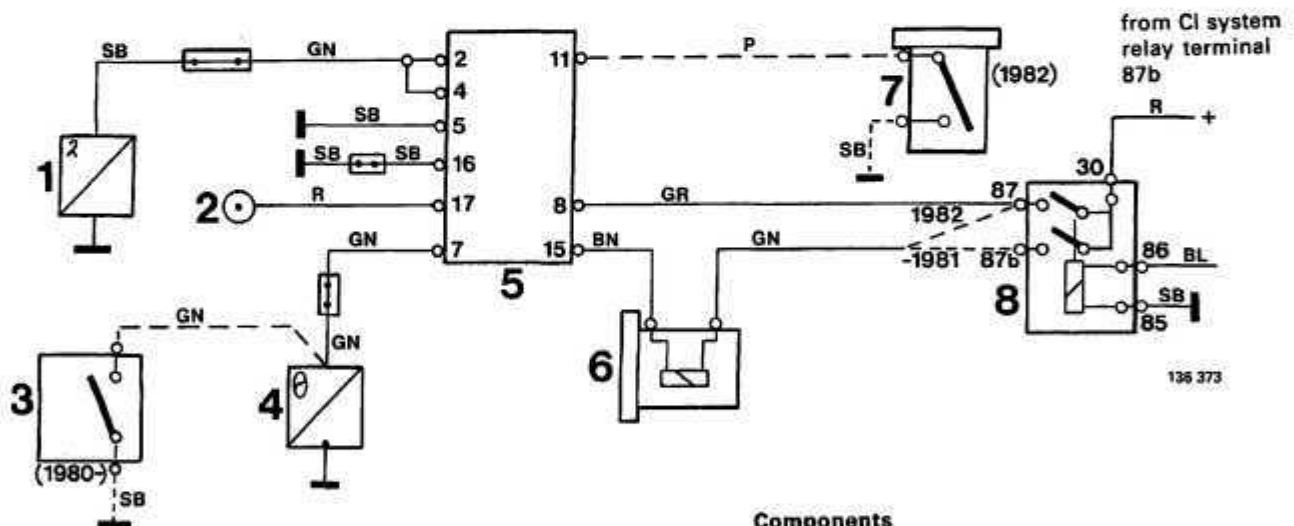 from CI system
relay terminal
87b
SB
GN
2
4
11
P
(1982)
7
R
+
SB
5
SB
SB
16
SB
30
1
2
R
17
8
GR
87
1982
GN
7
15
BN
GN
-1981
87b
86
BL
5
8
SB
85
GN
GN
6
3
4
136 373
(1980-)
SB
Components